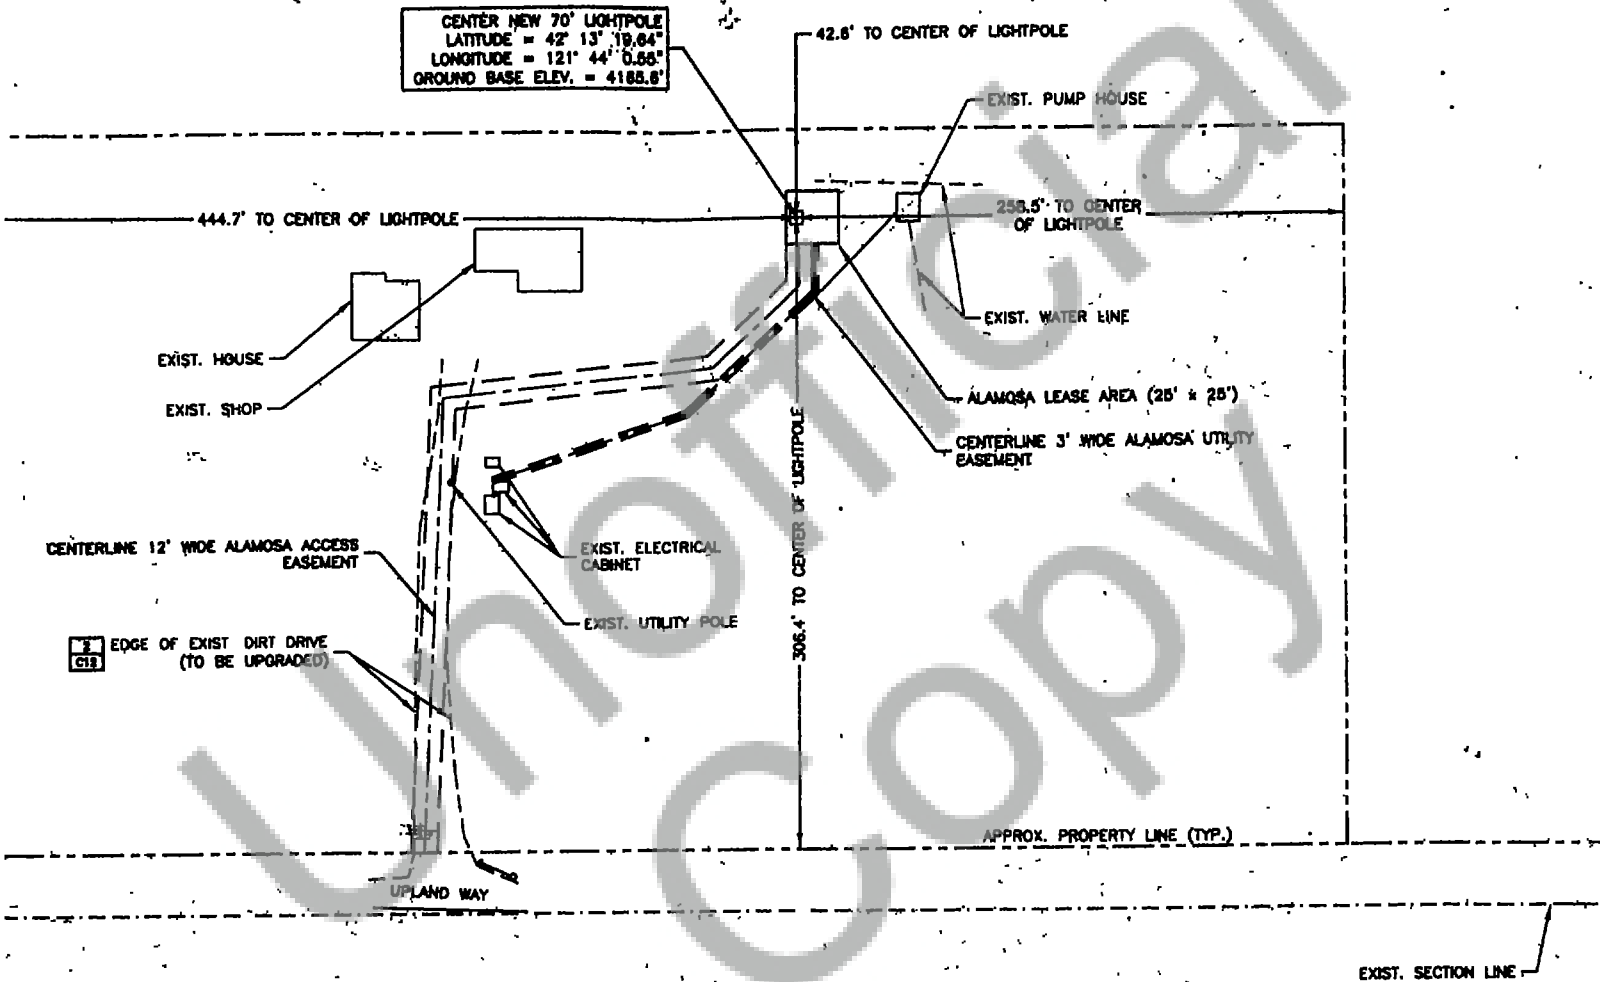 CENTER NEW 70' LIGHTPOLE
LATITUDE = 42° 13' 19.64"
LONGITUDE = 121° 44' 0.55"
GROUND BASE ELEV. = 4165.6'
42.6' TO CENTER OF LIGHTPOLE
EXIST. PUMP HOUSE
444.7' TO CENTER OF LIGHTPOLE
TO CENTER
OF LIGHTPOLE
EXIST. WATER LINE
EXIST. HOUSE
EXIST. SHOP
ALAMOSA LEASE AREA (25' x 25')
CENTERLINE 3' WIDE ALAMOSA UTILITY
EASEMENT
306.4' TO CENTER OF LIGHTPOLE
CENTERLINE 12' WIDE ALAMOSA ACCESS
EASEMENT
EXIST. ELECTRICAL
CABINET
EXIST. UTILITY POLE
2
C12
EDGE OF EXIST DIRT DRIVE
(TO BE UPGRADED)
APPROX. PROPERTY LINE (TYP.)
UPLAND WAY
EXIST. SECTION LINE
Unofficial
Copy